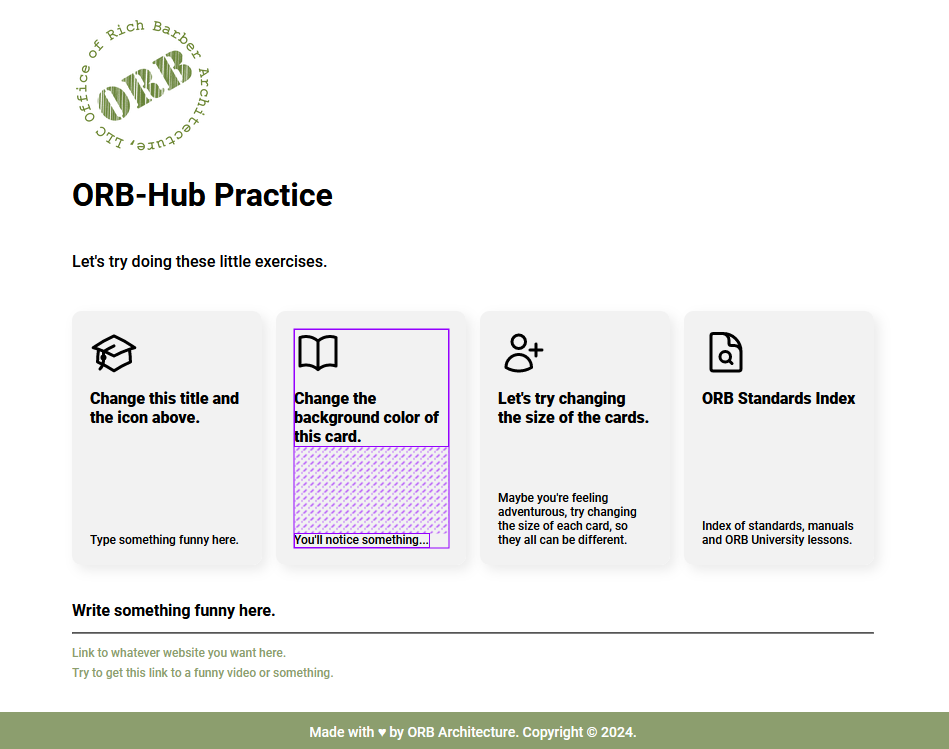 Office of Rich Barber Architecture, LLC
ORB
ORB-Hub Practice
Let's try doing these little exercises.
Change this title and
the icon above.
Type something funny here.
Change the
background color of
this card.
You'll notice something...
Let's try changing
the size of the cards.
Maybe you're feeling
adventurous, try changing
the size of each card, so
they all can be different.
ORB Standards Index
Index of standards, manuals
and ORB University lessons.
Write something funny here.
Link to whatever website you want here.
Try to get this link to a funny video or something.
Made with ♥ by ORB Architecture. Copyright © 2024.